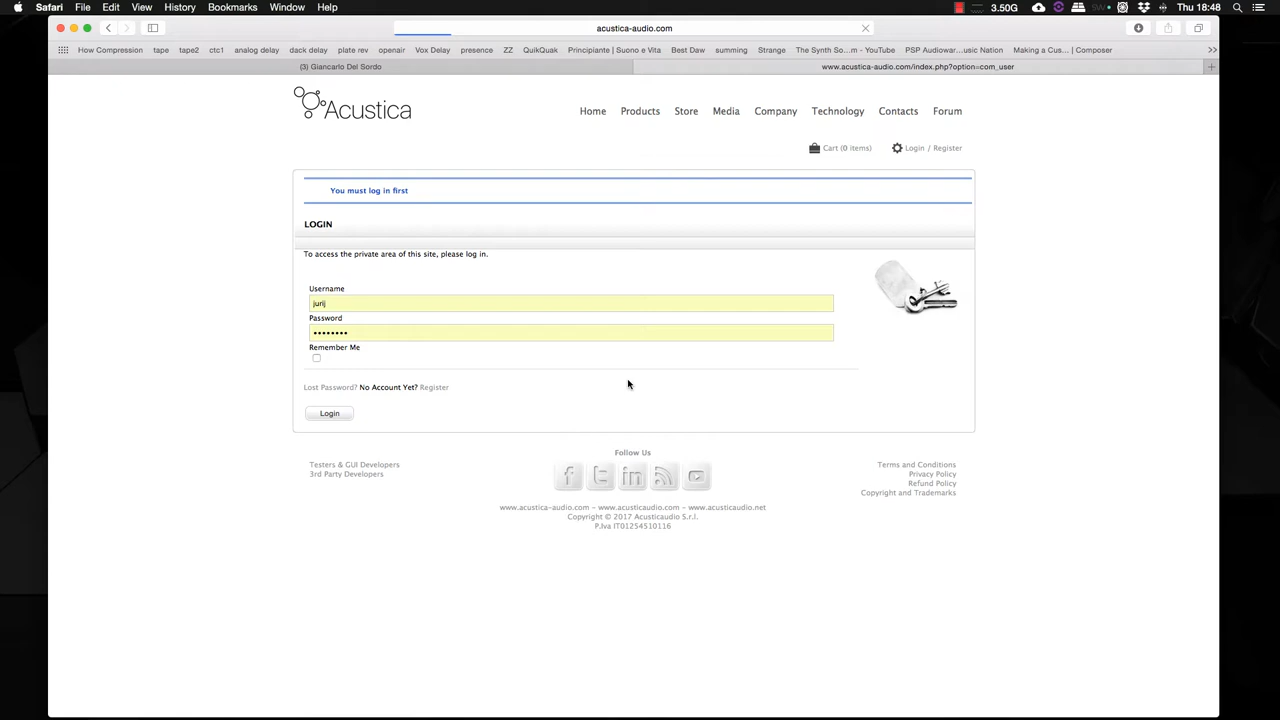 Safari File Edit View History Bookmarks Window Help 3.50G Thu 18:48
acustica-audio.com
How Compression tape tape2 ctc1 analog delay dack delay plate rev openair Vox Delay presence ZZ QuikQuak Principiante | Suono e Vita Best Daw summing Strange The Synth So...m - YouTube PSP Audiowar...usic Nation Making a Cus... | Composer >>
(3) Giancarlo Del Sordo www.acustica-audio.com/index.php?option=com_user +
Acustica
Home Products Store Media Company Technology Contacts Forum
Cart (0 items) Login / Register
You must log in first
LOGIN
To access the private area of this site, please log in.
Username
jurij
Password
••••••••
Remember Me
Lost Password? No Account Yet? Register
Login
Follow Us
Testers & GUI Developers
3rd Party Developers
Terms and Conditions
Privacy Policy
Refund Policy
Copyright and Trademarks
www.acustica-audio.com - www.acusticaudio.com - www.acusticaudio.net
Copyright © 2017 Acusticaudio S.r.l.
P.Iva IT01254510116